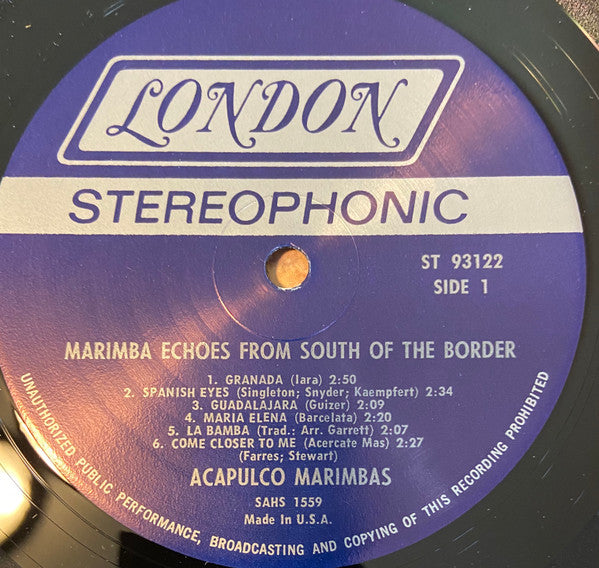 LONDON
STEREOPHONIC
ST 93122
SIDE 1
MARIMBA ECHOES FROM SOUTH OF THE BORDER
1. GRANADA (Iara) 2:50
2. SPANISH EYES (Singleton; Snyder; Kaempfert) 2:34
3. GUADALAJARA (Guizer) 2:09
4. MARIA ELENA (Barcelata) 2:20
5. LA BAMBA (Trad.: Arr. Garrett) 2:07
6. COME CLOSER TO ME (Acercate Mas) 2:27
(Farres; Stewart)
ACAPULCO MARIMBAS
SAHS 1559
Made In U.S.A.
UNAUTHORIZED PUBLIC PERFORMANCE, BROADCASTING AND COPYING OF THIS RECORDING PROHIBITED